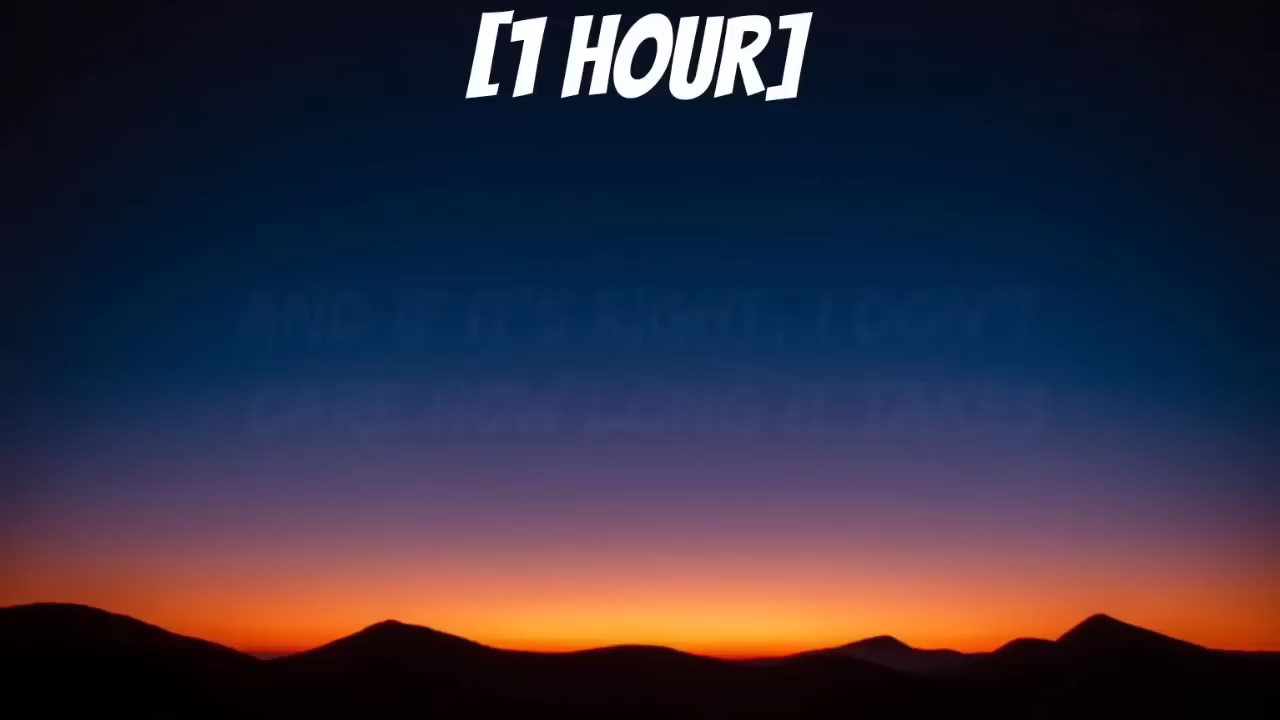 [1 HOUR]
AND IF IT'S RIGHT, I DON'T
CARE HOW LONG IT TAKES